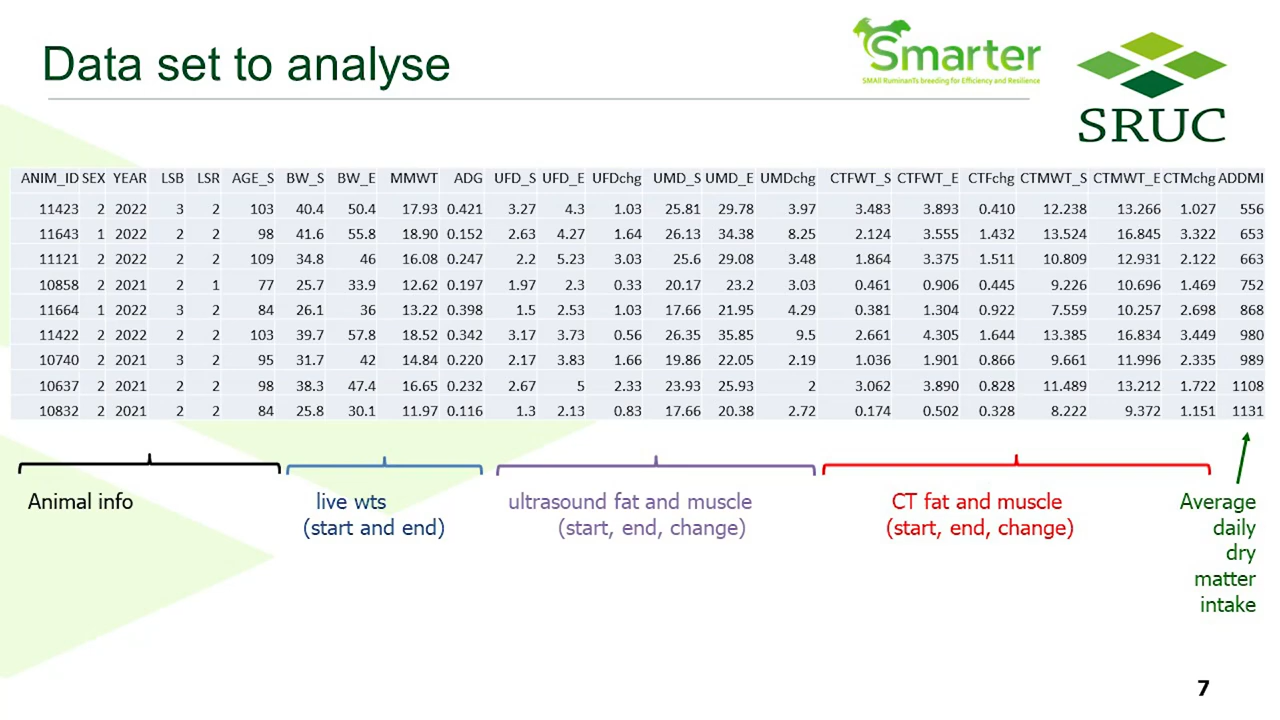 Data set to analyse
Smarter
SMAll RuminanTs breeding for Efficiency and Resilience
SRUC
ANIM_ID SEX YEAR LSB LSR AGE_S BW_S BW_E MMWT ADG UFD_S UFD_E UFDchg UMD_S UMD_E UMDchg CTFWT_S CTFWT_E CTFchg CTMWT_S CTMWT_E CTMchg ADDMI
11423 2 2022 3 2 103 40.4 50.4 17.93 0.421 3.27 4.3 1.03 25.81 29.78 3.97 3.483 3.893 0.410 12.238 13.266 1.027 556
11643 1 2022 2 2 98 41.6 55.8 18.90 0.152 2.63 4.27 1.64 26.13 34.38 8.25 2.124 3.555 1.432 13.524 16.845 3.322 653
11121 2 2022 2 2 109 34.8 46 16.08 0.247 2.2 5.23 3.03 25.6 29.08 3.48 1.864 3.375 1.511 10.809 12.931 2.122 663
10858 2 2021 2 1 77 25.7 33.9 12.62 0.197 1.97 2.3 0.33 20.17 23.2 3.03 0.461 0.906 0.445 9.226 10.696 1.469 752
11664 1 2022 3 2 84 26.1 36 13.22 0.398 1.5 2.53 1.03 17.66 21.95 4.29 0.381 1.304 0.922 7.559 10.257 2.698 868
11422 2 2022 2 2 103 39.7 57.8 18.52 0.342 3.17 3.73 0.56 26.35 35.85 9.5 2.661 4.305 1.644 13.385 16.834 3.449 980
10740 2 2021 3 2 95 31.7 42 14.84 0.220 2.17 3.83 1.66 19.86 22.05 2.19 1.036 1.901 0.866 9.661 11.996 2.335 989
10637 2 2021 2 2 98 38.3 47.4 16.65 0.232 2.67 5 2.33 23.93 25.93 2 3.062 3.890 0.828 11.489 13.212 1.722 1108
10832 2 2021 2 2 84 25.8 30.1 11.97 0.116 1.3 2.13 0.83 17.66 20.38 2.72 0.174 0.502 0.328 8.222 9.372 1.151 1131
Animal info
live wts
(start and end)
ultrasound fat and muscle
(start, end, change)
CT fat and muscle
(start, end, change)
Average
daily
dry
matter
intake
7